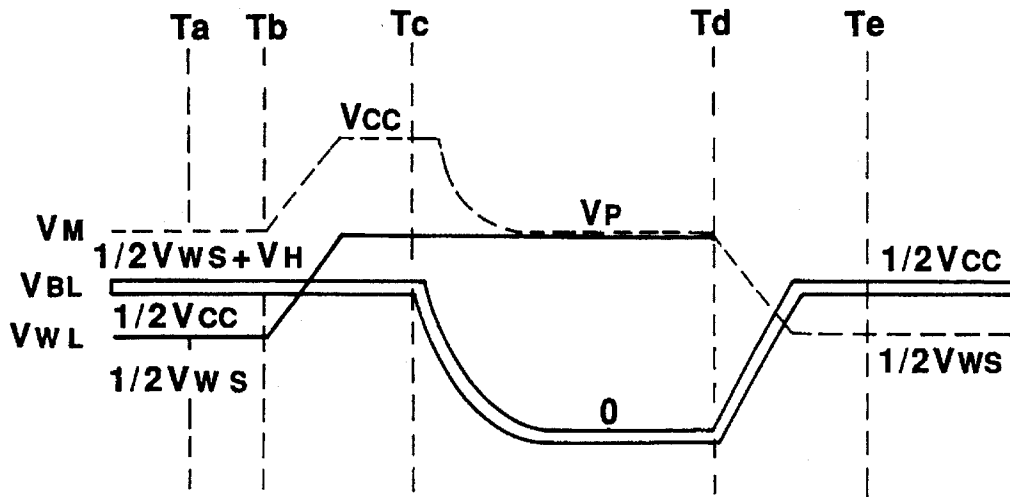 Ta Tb Tc Td Te
VCC
VM VP
1/2VWS+VH 1/2VCC
VBL
1/2VCC
VWL
1/2VWS 1/2VWS
0